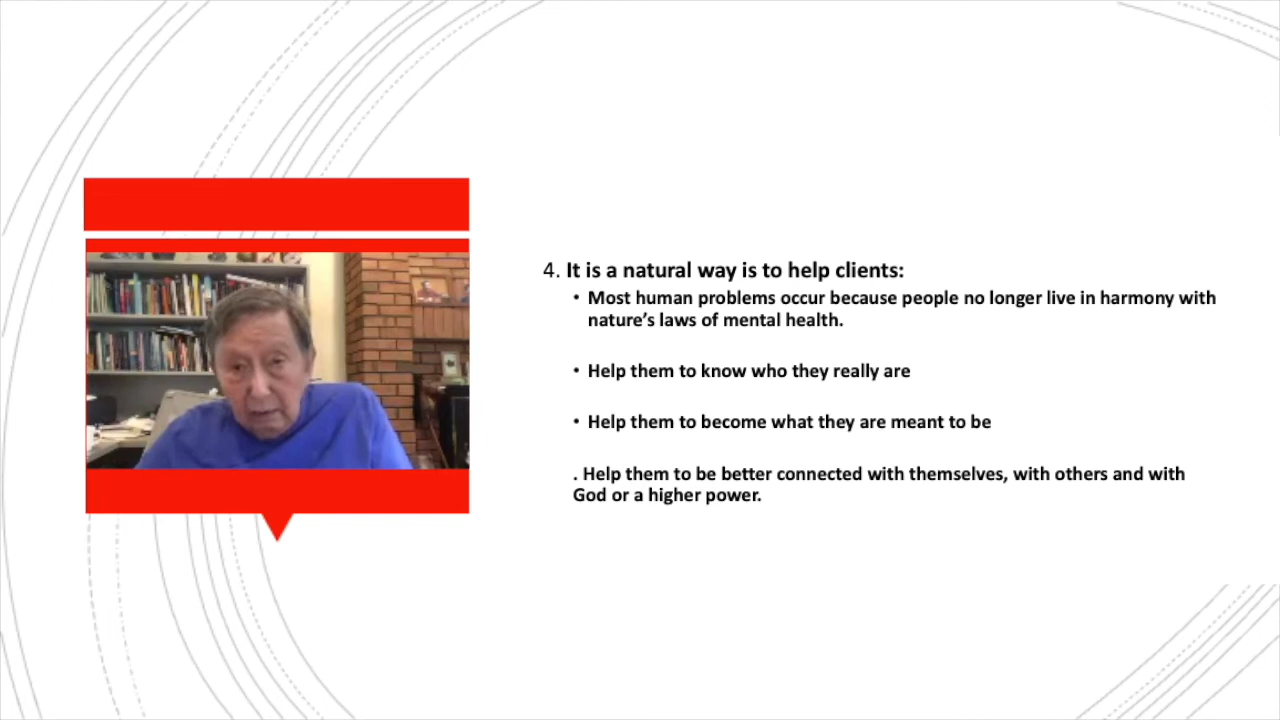 4. It is a natural way is to help clients:
• Most human problems occur because people no longer live in harmony with
nature’s laws of mental health.
• Help them to know who they really are
• Help them to become what they are meant to be
. Help them to be better connected with themselves, with others and with
God or a higher power.